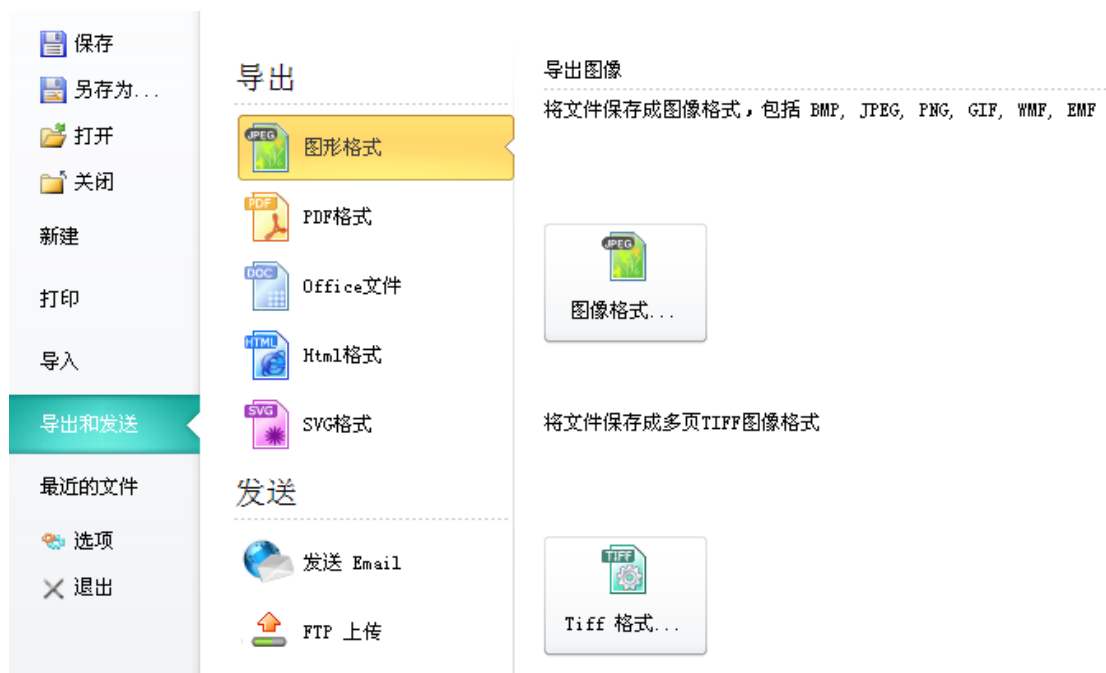 保存
另存为...
打开
关闭
新建
打印
导入
导出和发送
最近的文件
选项
退出
导出
JPEG
图形格式
PDF
PDF格式
DOC
Office文件
HTML
Html格式
SVG
SVG格式
发送
发送 Email
FTP 上传
导出图像
将文件保存成图像格式，包括 BMP, JPEG, PNG, GIF, WMF, EMF
JPEG
图像格式...
将文件保存成多页TIFF图像格式
TIFF
Tiff 格式...